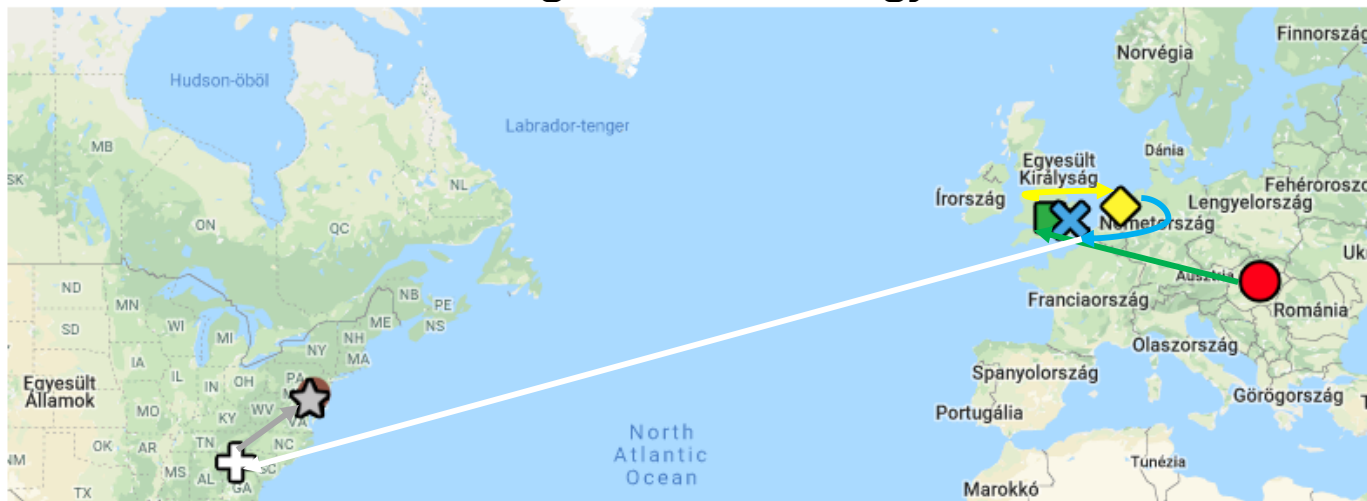 Finnország
Norvégia
Hudson-öböl
Labrador-tenger
MB
SK
Egyesült
Királyság
Dánia
QC
NL
Írország
Fehéroroszo
Lengyelország
ON
Németország
Uk
Ausztria
ND
MN
NB
PE
Franciaország
Románia
SD
WI
MI
ME
NS
NH
NY
MA
Olaszország
IA
Egyesült
Államok
IL
IN
OH
PA
Spanyolország
Görögország
MO
KY
WV
VA
Portugália
North
Atlantic
Ocean
NM
OK
AR
TN
NC
MS
AL
SC
GA
TX
Tunézia
Marokkó